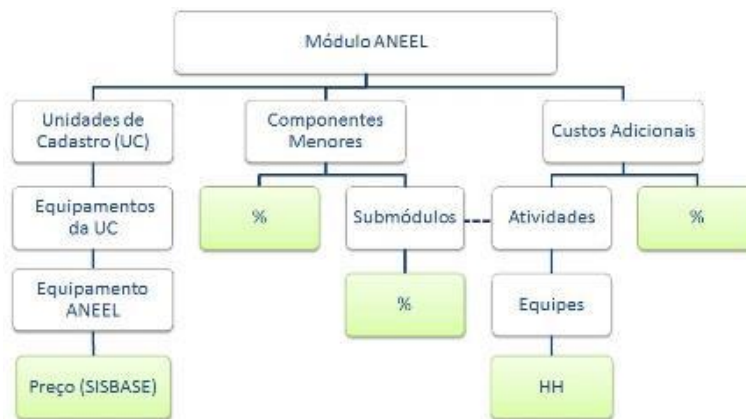 Módulo ANEEL
Unidades de
Cadastro (UC)
Componentes
Menores
Custos Adicionais
Equipamentos
da UC
%
Submódulos
Atividades
%
Equipamento
ANEEL
%
Equipes
Preço (SISBASE)
HH